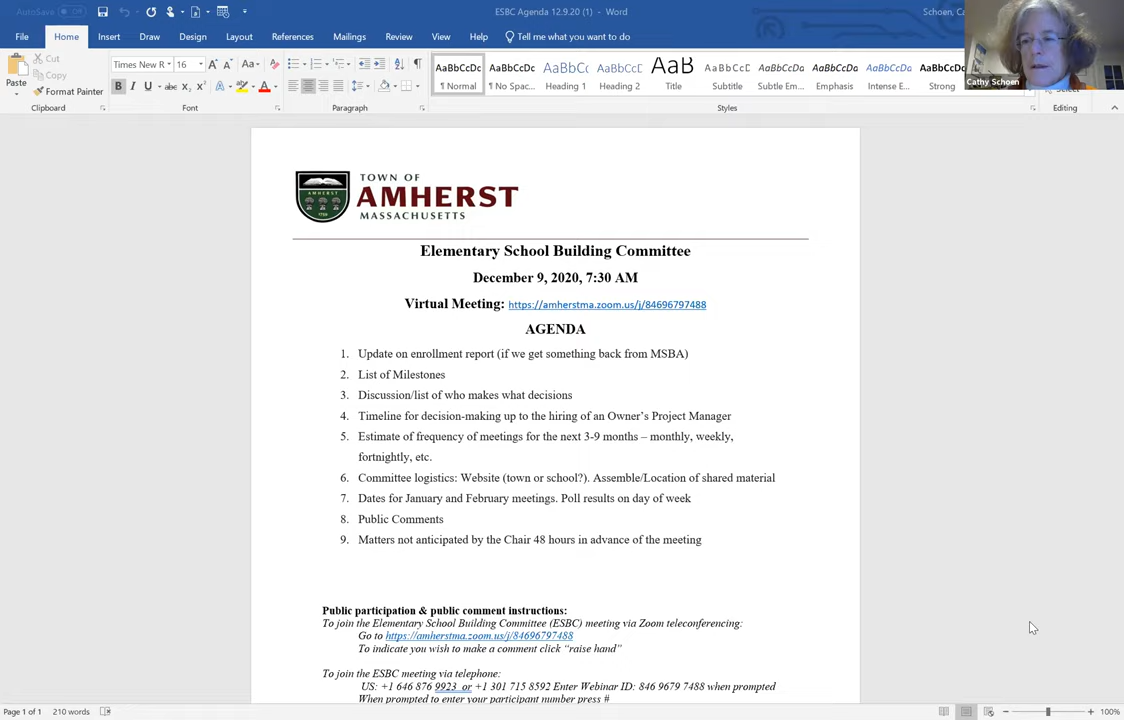 AutoSave Off
ESBC Agenda 12.9.20 (1) - Word
Schoen, Ca
File Home Insert Draw Design Layout References Mailings Review View Help Tell me what you want to do
Cut
Copy
Paste
Format Painter
Times New R 16
AaBbCcDc AaBbCcDc AaBbCc AaBbCcD AaB AaBbCcD AaBbCcDa AaBbCcDa AaBbCcDa AaBbCcDc
¶ Normal ¶ No Spac... Heading 1 Heading 2 Title Subtitle Subtle Em... Emphasis Intense E... Strong
Cathy Schoen
Select
Clipboard Font Paragraph Styles Editing
TOWN OF
AMHERST
MASSACHUSETTS
AMHERST
Elementary School Building Committee
December 9, 2020, 7:30 AM
Virtual Meeting: https://amherstma.zoom.us/j/84696797488
AGENDA
1. Update on enrollment report (if we get something back from MSBA)
2. List of Milestones
3. Discussion/list of who makes what decisions
4. Timeline for decision-making up to the hiring of an Owner's Project Manager
5. Estimate of frequency of meetings for the next 3-9 months – monthly, weekly,
fortnightly, etc.
6. Committee logistics: Website (town or school?). Assemble/Location of shared material
7. Dates for January and February meetings. Poll results on day of week
8. Public Comments
9. Matters not anticipated by the Chair 48 hours in advance of the meeting
Public participation & public comment instructions:
To join the Elementary School Building Committee (ESBC) meeting via Zoom teleconferencing:
Go to https://amherstma.zoom.us/j/84696797488
To indicate you wish to make a comment click “raise hand”
To join the ESBC meeting via telephone:
US: +1 646 876 9923 or +1 301 715 8592 Enter Webinar ID: 846 9679 7488 when prompted
When prompted to enter your participant number press #
Page 1 of 1 210 words
100%